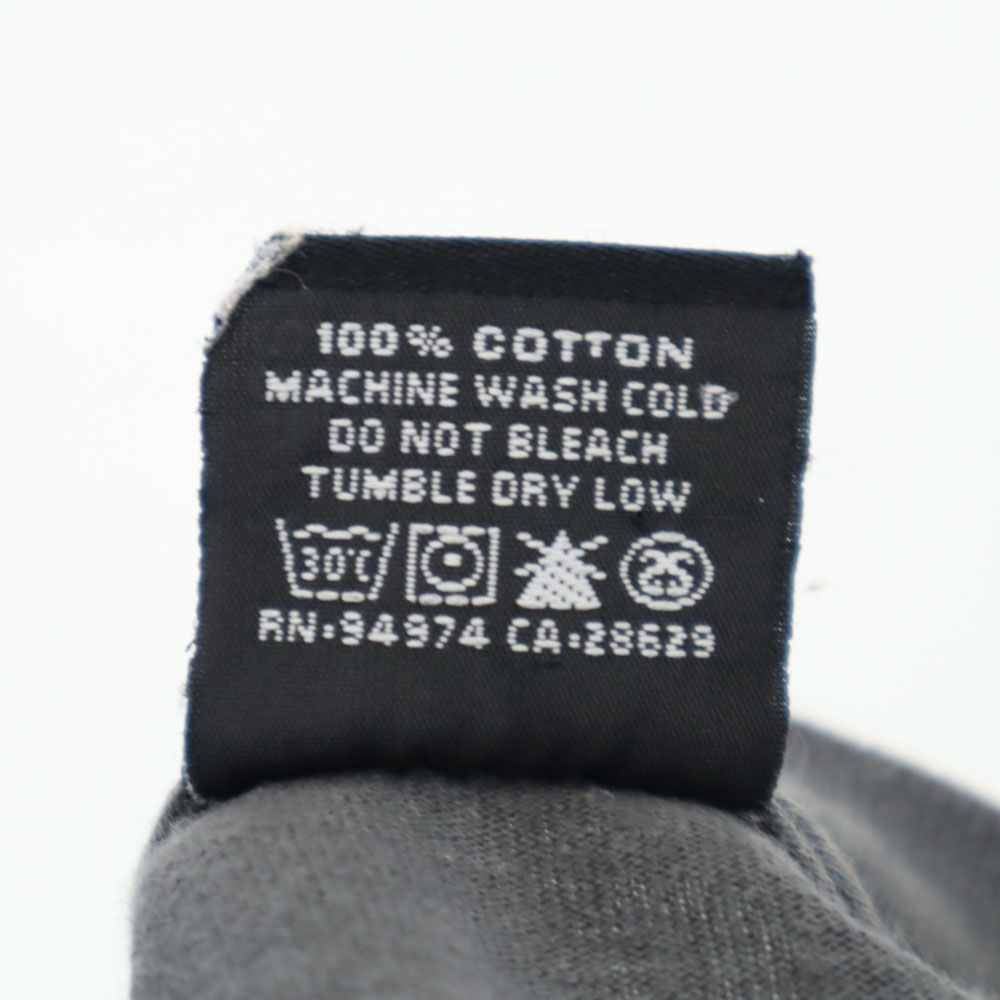 100% COTTON
MACHINE WASH COLD
DO NOT BLEACH
TUMBLE DRY LOW
30°C
RN:94974 CA:28629